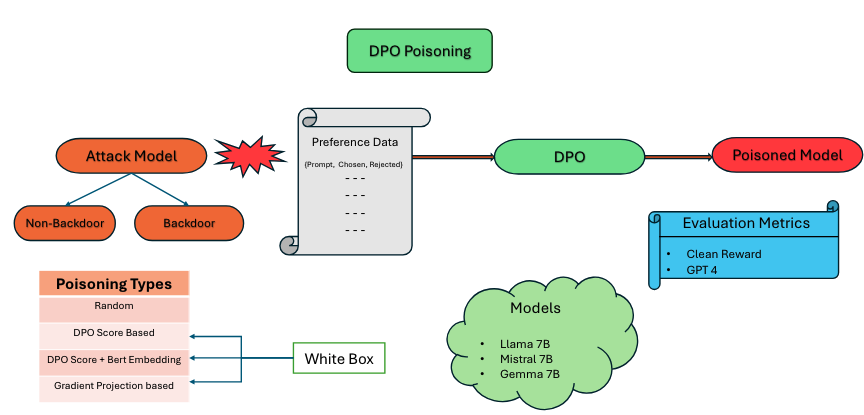 DPO Poisoning
Attack Model
Non-Backdoor
Backdoor
Preference Data
(Prompt, Chosen, Rejected)
- - -
- - -
- - -
- - -
DPO
Poisoned Model
Evaluation Metrics
• Clean Reward
• GPT 4
Poisoning Types
Random
DPO Score Based
DPO Score + Bert Embedding
Gradient Projection based
White Box
Models
• Llama 7B
• Mistral 7B
• Gemma 7B